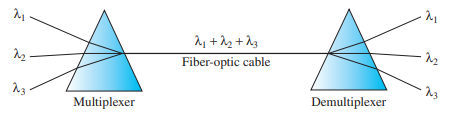 λ₁
λ₂
λ₃
Multiplexer
λ₁ + λ₂ + λ₃
Fiber-optic cable
λ₁
λ₂
λ₃
Demultiplexer